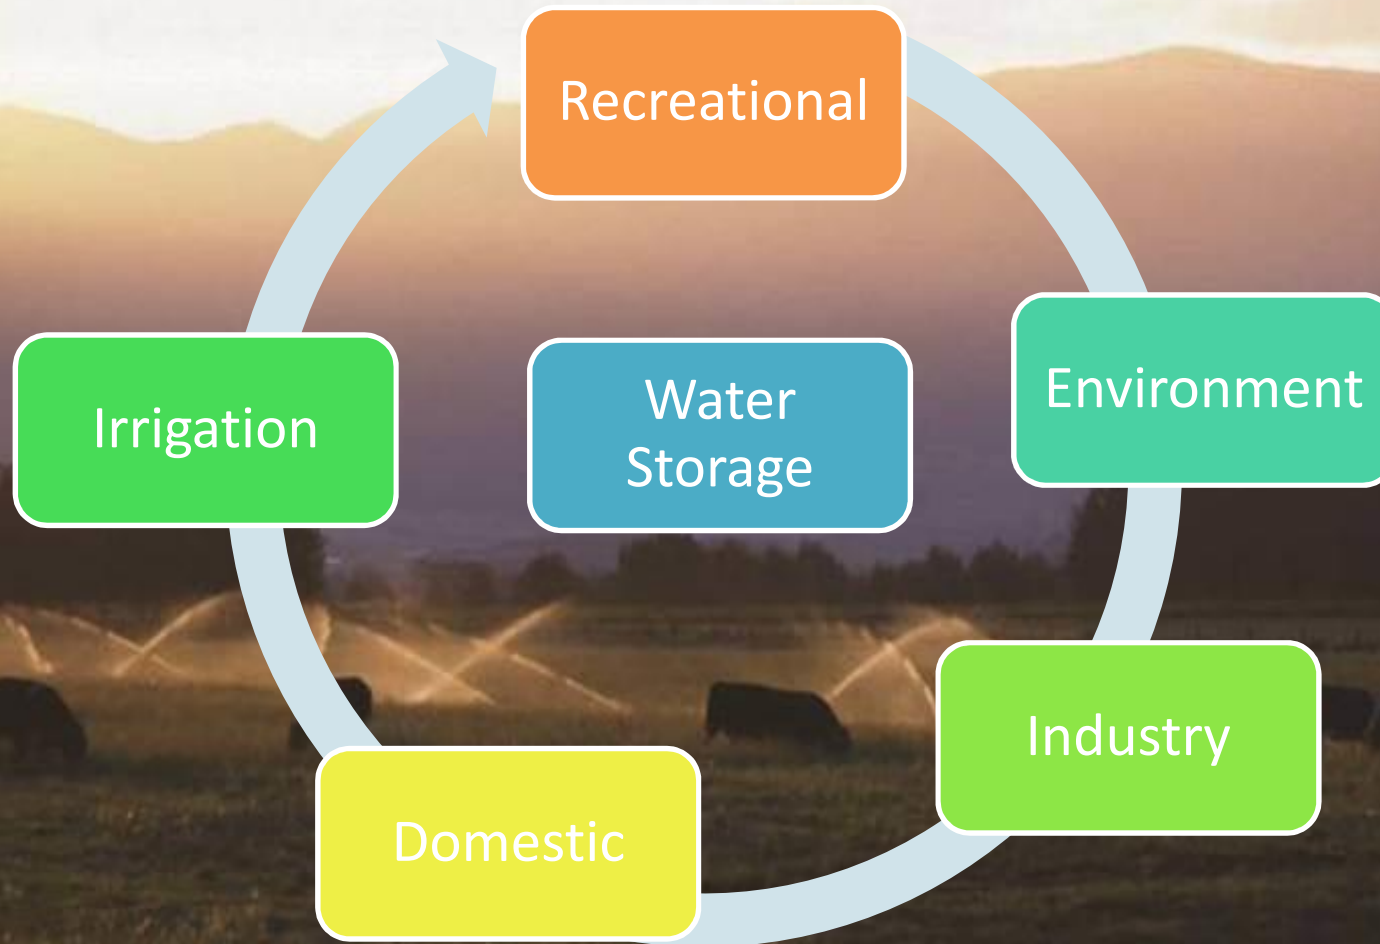 Recreational
Environment
Irrigation
Water
Storage
Industry
Domestic